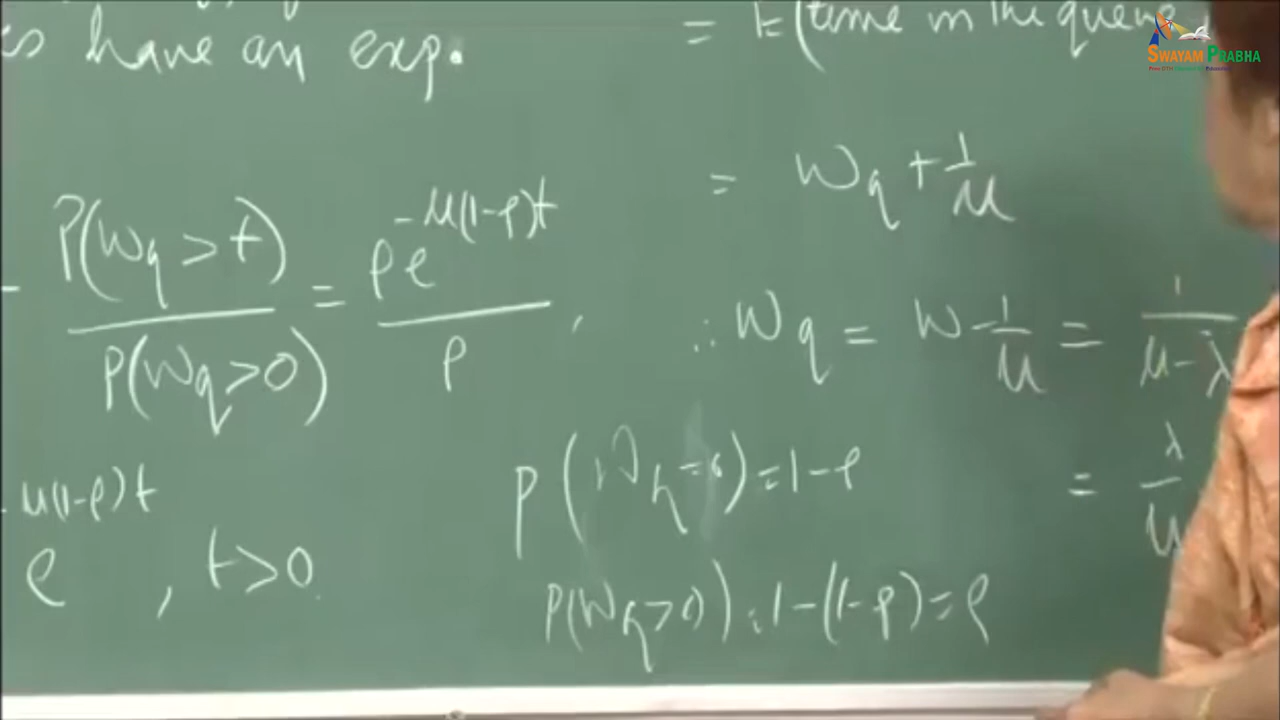 have an exp.
P(Wq > t) / P(Wq > 0) = ρe^{-μ(1-ρ)t} / ρ ,
e^{-μ(1-ρ)t} , t > 0
= E(time in the queue
= Wq + 1/μ
∴ Wq = W - 1/μ = 1/(μ-λ
= λ/μ
P(Wq = 0) = 1 - ρ
P(Wq > 0) = 1 - (1-ρ) = ρ
SWAYAM PRABHA